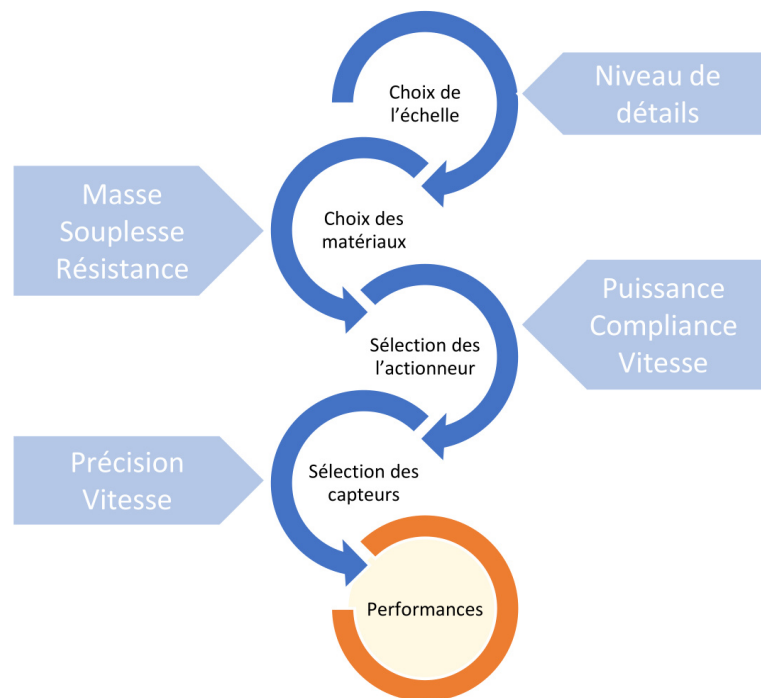 Choix de
l’échelle
Niveau de
détails
Masse
Souplesse
Résistance
Choix des
matériaux
Puissance
Compliance
Vitesse
Sélection des
l’actionneur
Précision
Vitesse
Sélection des
capteurs
Performances